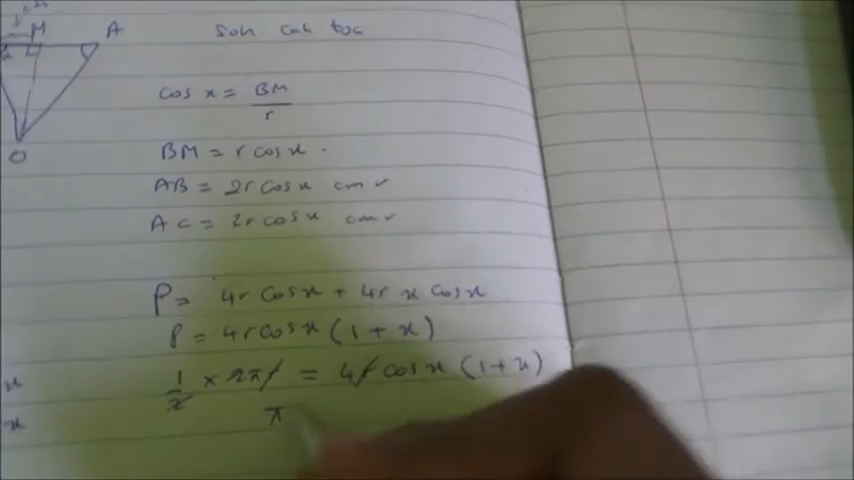 M
A
soh cah toa
x
cos x = BM
r
O
BM = r cos x .
AB = 2r cos x cm ✓
AC = 2r cos x cm ✓
P = 4r cos x + 4r x cos x
P = 4r cos x (1 + x)
x
1/2 × 2πr = 4r cos x (1 + x)
x
π